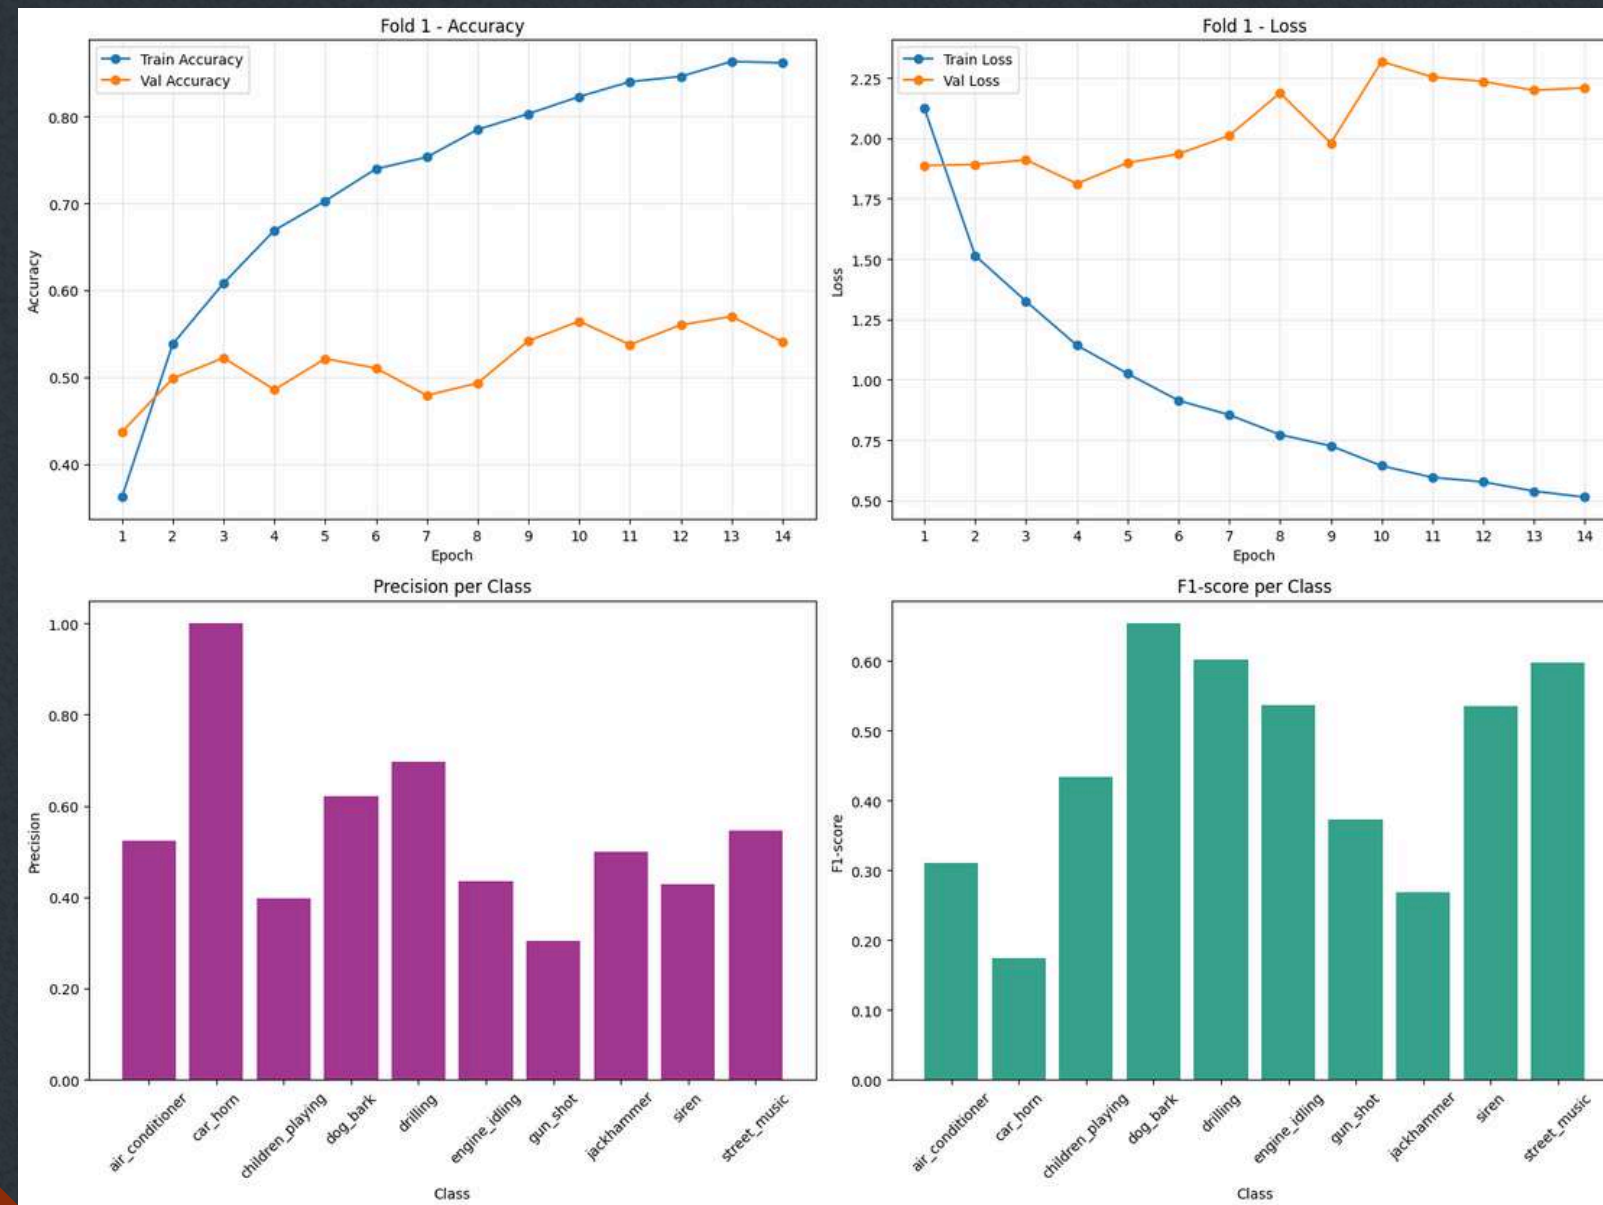 Fold 1 - Accuracy
Train Accuracy
Val Accuracy
0.80
0.70
0.60
0.50
0.40
Accuracy
1 2 3 4 5 6 7 8 9 10 11 12 13 14
Epoch
Fold 1 - Loss
Train Loss
Val Loss
2.25
2.00
1.75
1.50
1.25
1.00
0.75
0.50
Loss
1 2 3 4 5 6 7 8 9 10 11 12 13 14
Epoch
Precision per Class
1.00
0.80
0.60
0.40
0.20
0.00
Precision
air_conditioner
car_horn
children_playing
dog_bark
drilling
engine_idling
gun_shot
jackhammer
siren
street_music
Class
F1-score per Class
0.60
0.50
0.40
0.30
0.20
0.10
0.00
F1-score
air_conditioner
car_horn
children_playing
dog_bark
drilling
engine_idling
gun_shot
jackhammer
siren
street_music
Class